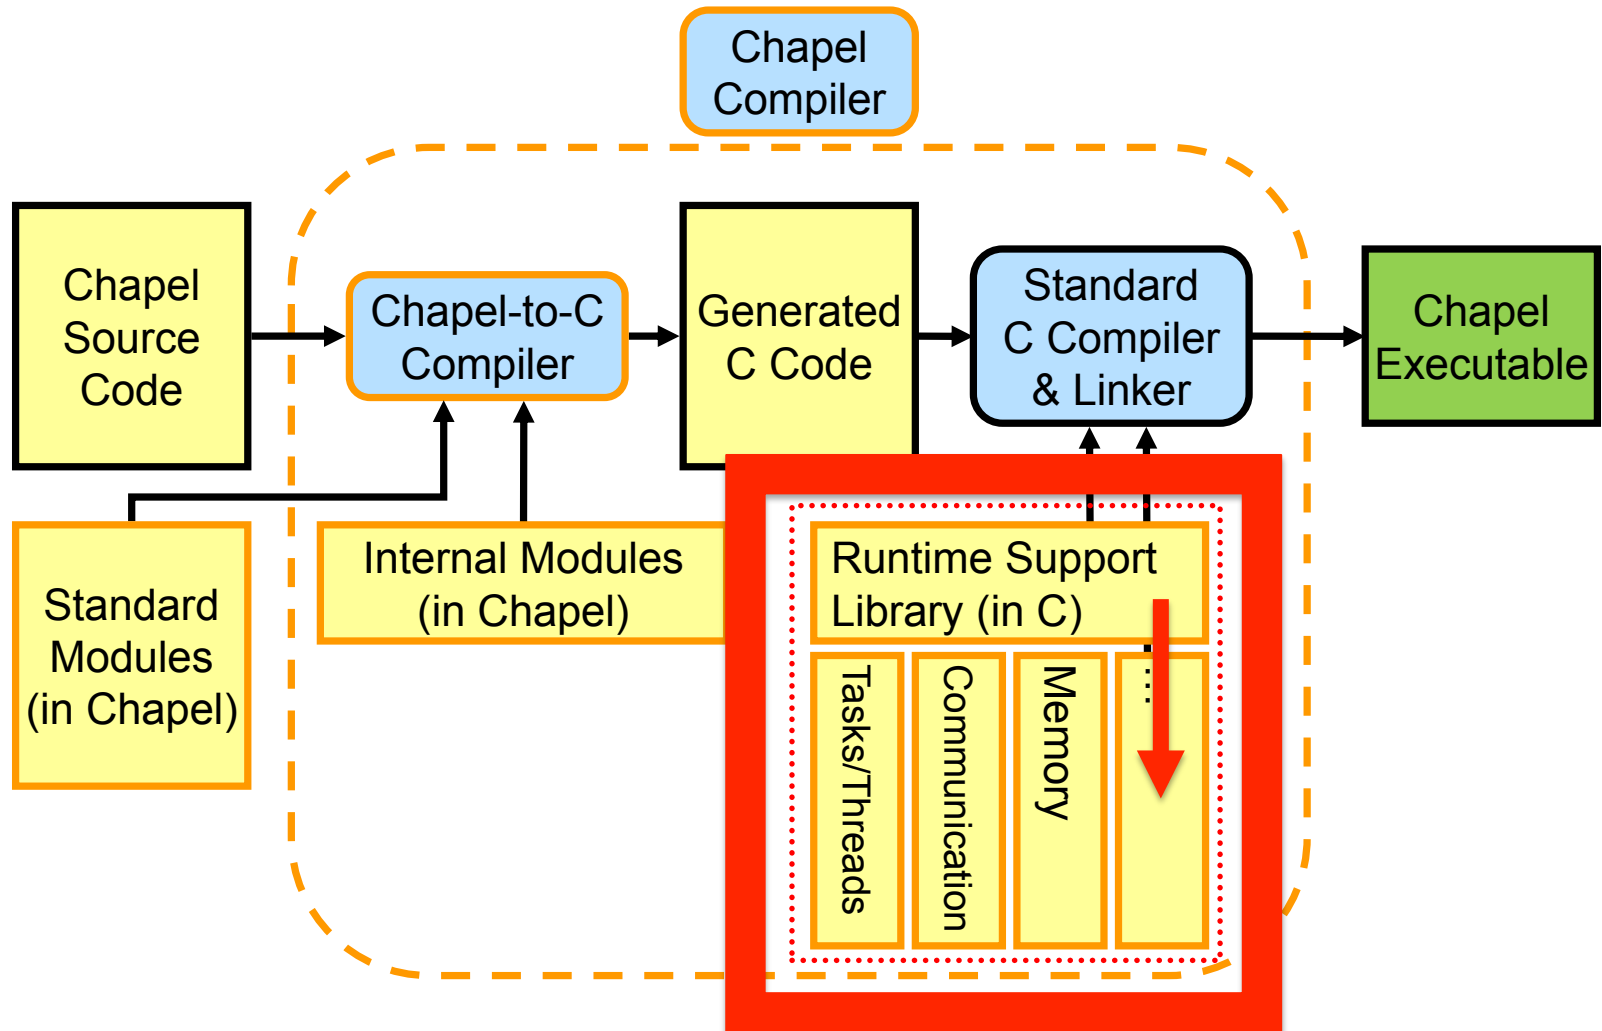 Chapel
Compiler
Chapel
Source
Code
Chapel-to-C
Compiler
Generated
C Code
Standard
C Compiler
& Linker
Chapel
Executable
Standard
Modules
(in Chapel)
Internal Modules
(in Chapel)
Runtime Support
Library (in C)
Tasks/Threads
Communication
Memory
...